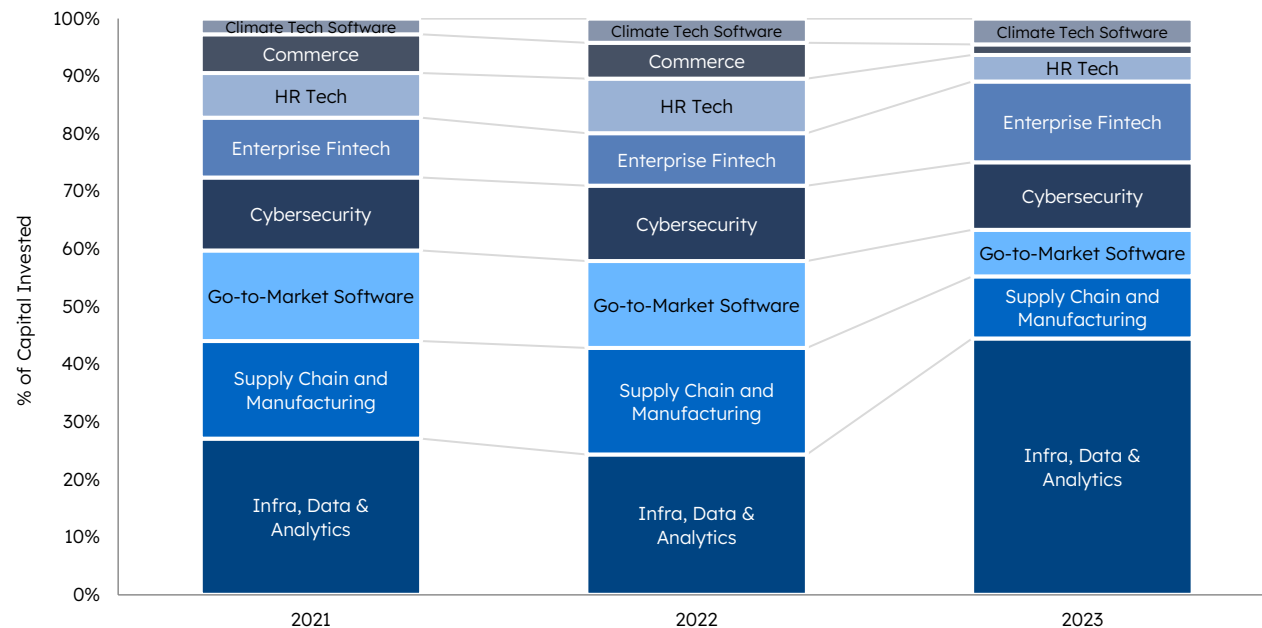 % of Capital Invested
100%
90%
80%
70%
60%
50%
40%
30%
20%
10%
0%
Climate Tech Software
Commerce
HR Tech
Enterprise Fintech
Cybersecurity
Go-to-Market Software
Supply Chain and
Manufacturing
Infra, Data &
Analytics
2021
Climate Tech Software
Commerce
HR Tech
Enterprise Fintech
Cybersecurity
Go-to-Market Software
Supply Chain and
Manufacturing
Infra, Data &
Analytics
2022
Climate Tech Software
HR Tech
Enterprise Fintech
Cybersecurity
Go-to-Market Software
Supply Chain and
Manufacturing
Infra, Data &
Analytics
2023